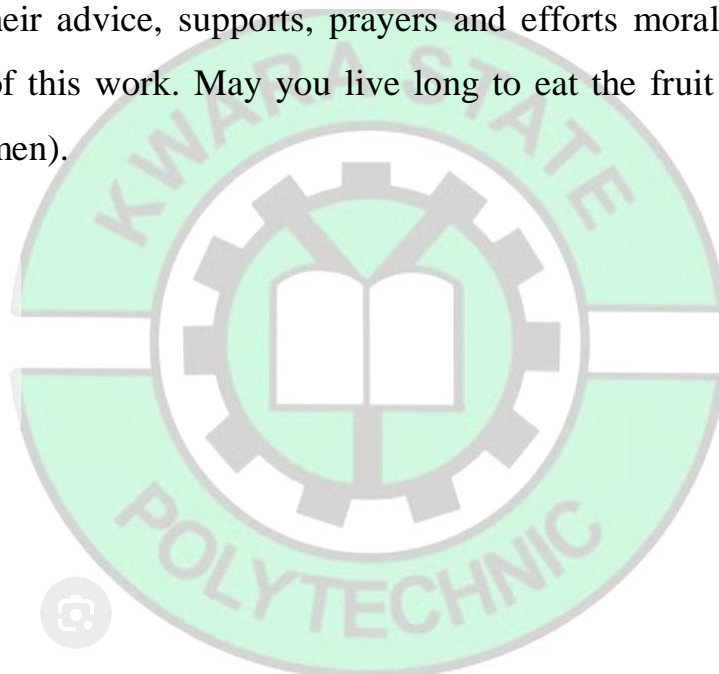 heir advice, supports, prayers and efforts moral
of this work. May you live long to eat the fruit
men).
KWARA STATE
POLYTECHNIC